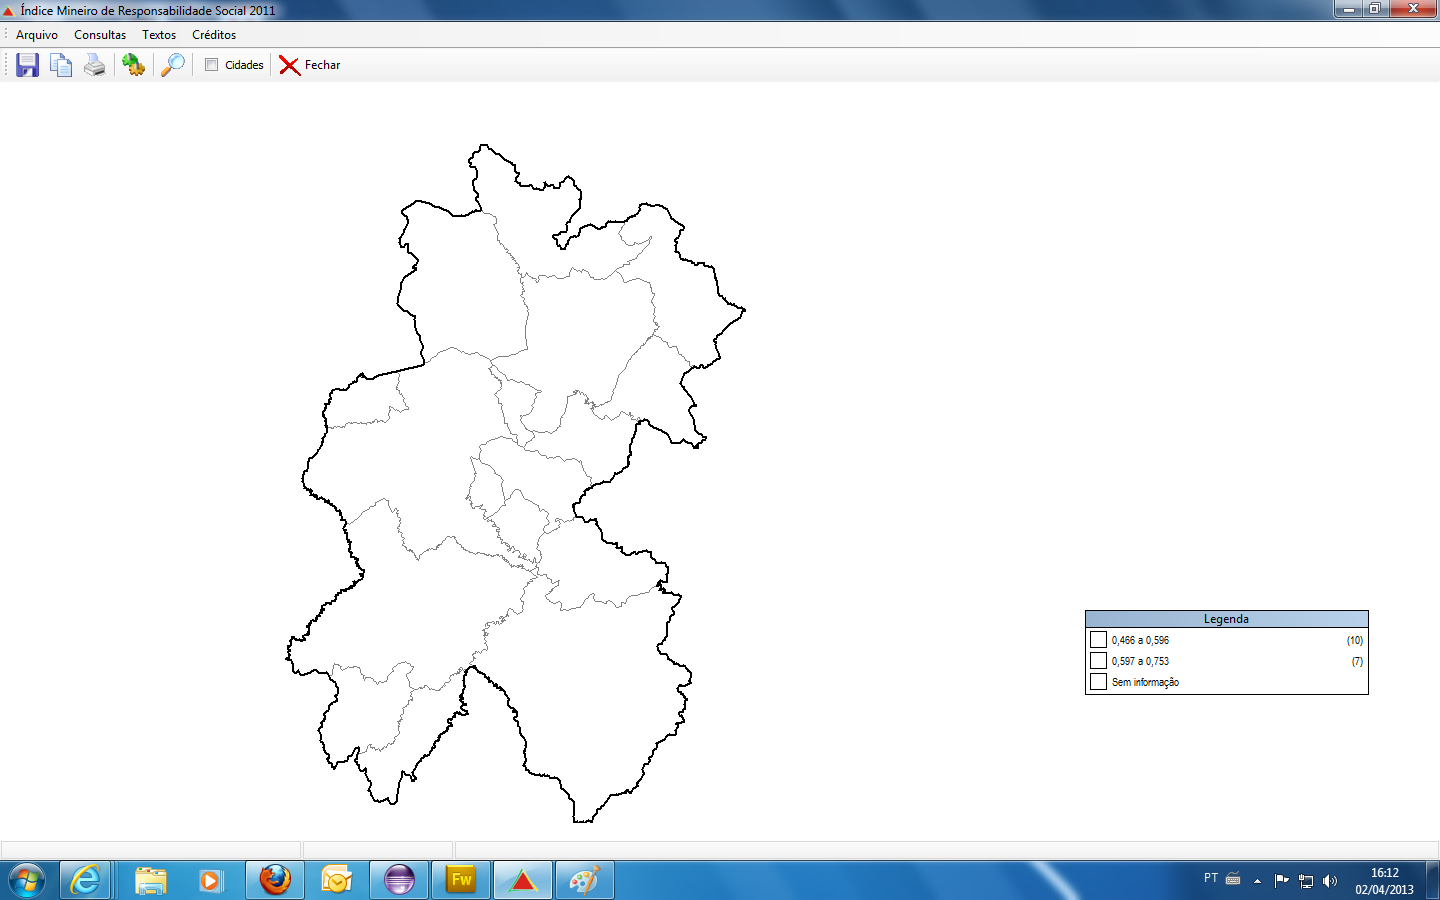 Índice Mineiro de Responsabilidade Social 2011
Arquivo Consultas Textos Créditos
Cidades Fechar
Legenda
0,466 a 0,596 (10)
0,597 a 0,753 (7)
Sem informação
Fw
PT
16:12
02/04/2013